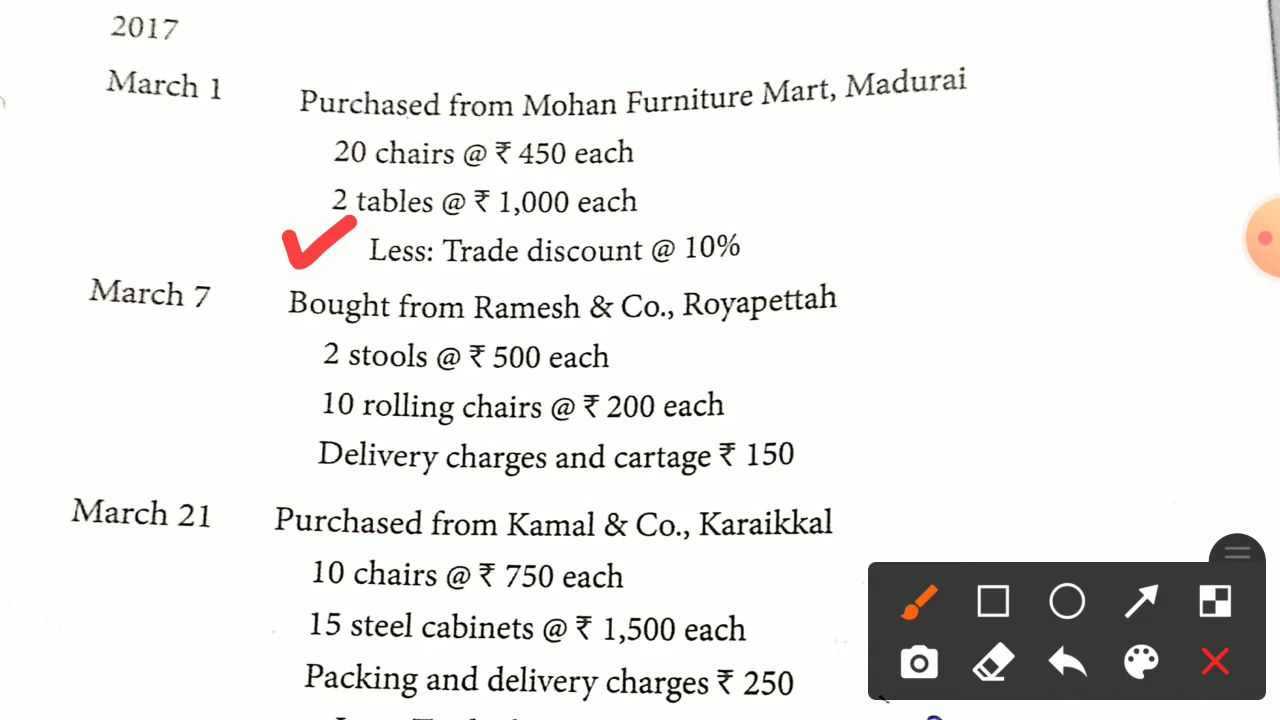 2017
March 1 Purchased from Mohan Furniture Mart, Madurai
20 chairs @ ₹ 450 each
2 tables @ ₹ 1,000 each
Less: Trade discount @ 10%
March 7 Bought from Ramesh & Co., Royapettah
2 stools @ ₹ 500 each
10 rolling chairs @ ₹ 200 each
Delivery charges and cartage ₹ 150
March 21 Purchased from Kamal & Co., Karaikkal
10 chairs @ ₹ 750 each
15 steel cabinets @ ₹ 1,500 each
Packing and delivery charges ₹ 250